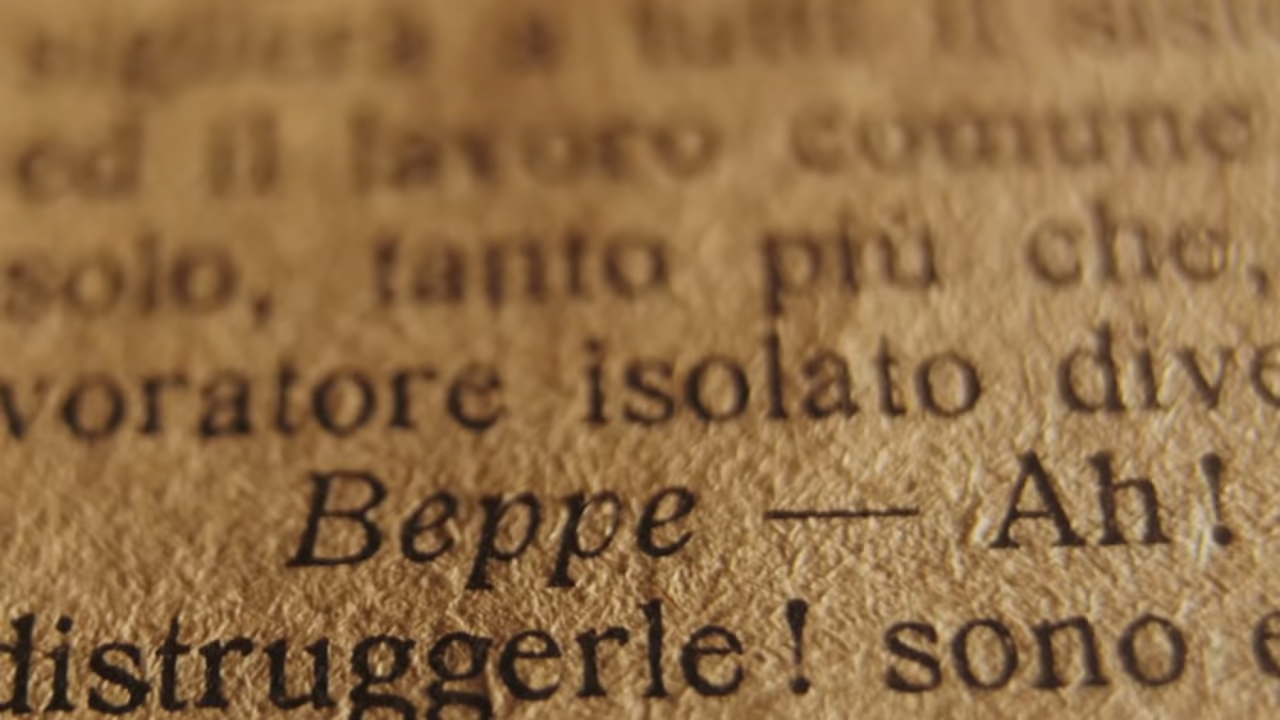 ed il lavoro comune
solo, tanto più che,
voratore isolato dive
Beppe — Ah!
distruggerle! sono e